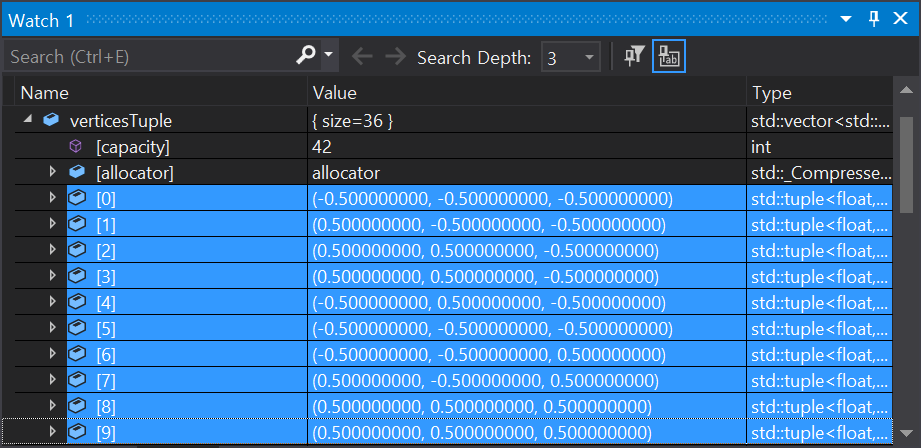 Watch 1
Search (Ctrl+E) Search Depth: 3
Name Value Type
verticesTuple { size=36 } std::vector<std::...
[capacity] 42 int
[allocator] allocator std::_Compresse...
[0] (-0.500000000, -0.500000000, -0.500000000) std::tuple<float,...
[1] (0.500000000, -0.500000000, -0.500000000) std::tuple<float,...
[2] (0.500000000, 0.500000000, -0.500000000) std::tuple<float,...
[3] (0.500000000, 0.500000000, -0.500000000) std::tuple<float,...
[4] (-0.500000000, 0.500000000, -0.500000000) std::tuple<float,...
[5] (-0.500000000, -0.500000000, -0.500000000) std::tuple<float,...
[6] (-0.500000000, -0.500000000, 0.500000000) std::tuple<float,...
[7] (0.500000000, -0.500000000, 0.500000000) std::tuple<float,...
[8] (0.500000000, 0.500000000, 0.500000000) std::tuple<float,...
[9] (0.500000000, 0.500000000, 0.500000000) std::tuple<float,...